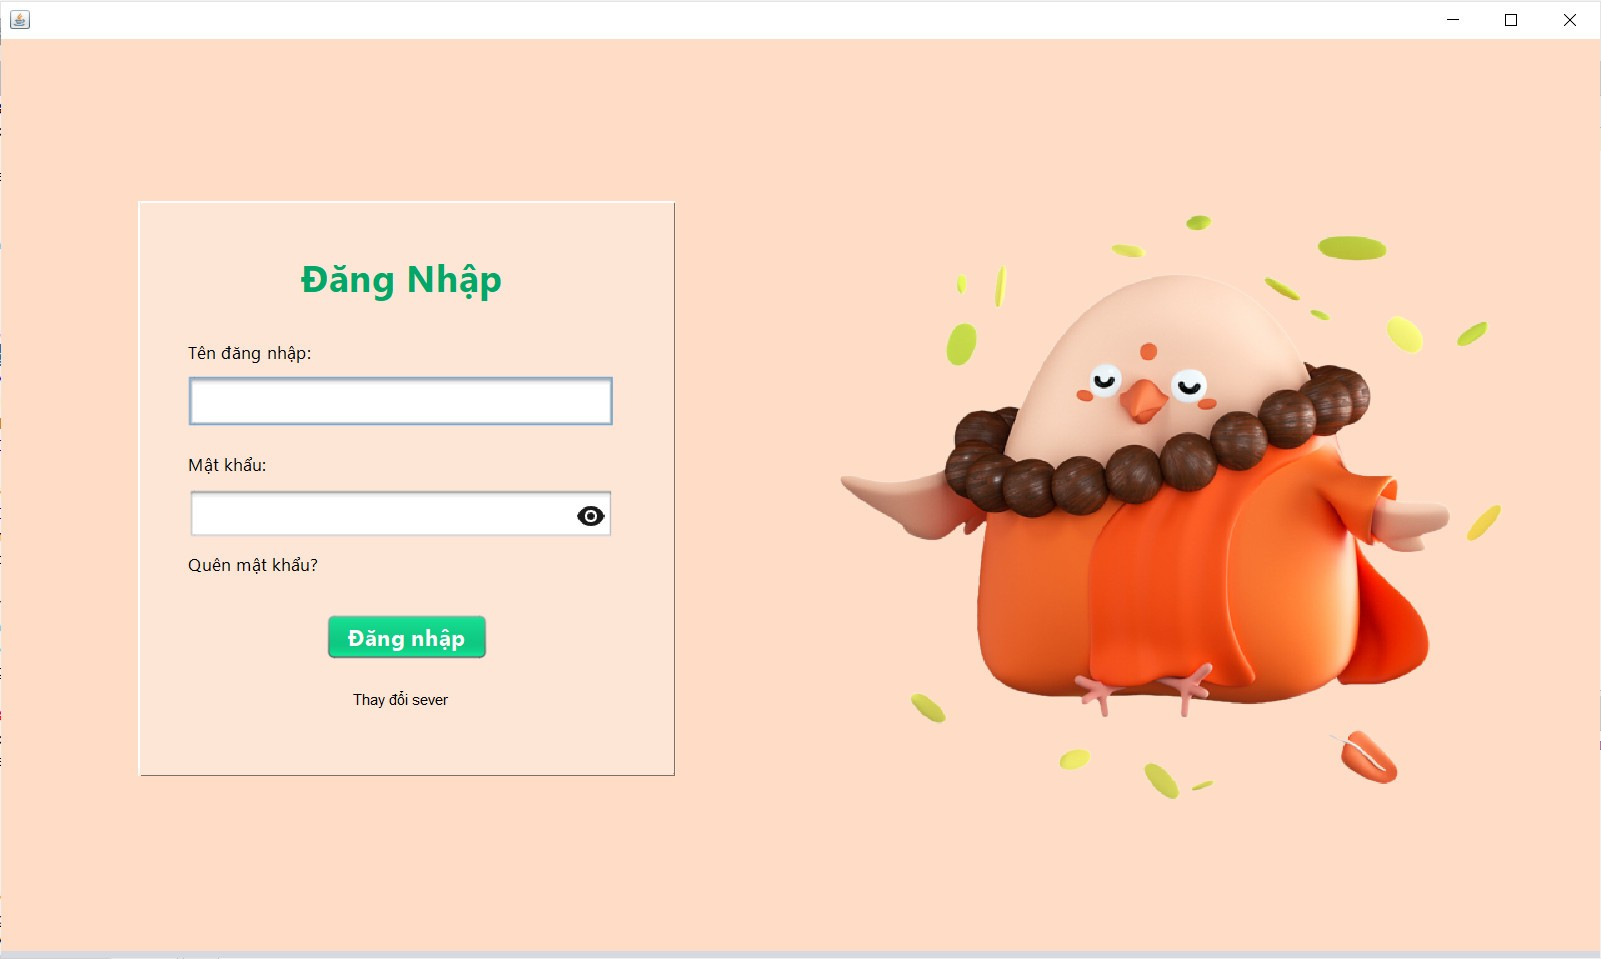 Đăng Nhập
Tên đăng nhập:
Mật khẩu:
Quên mật khẩu?
Đăng nhập
Thay đổi sever